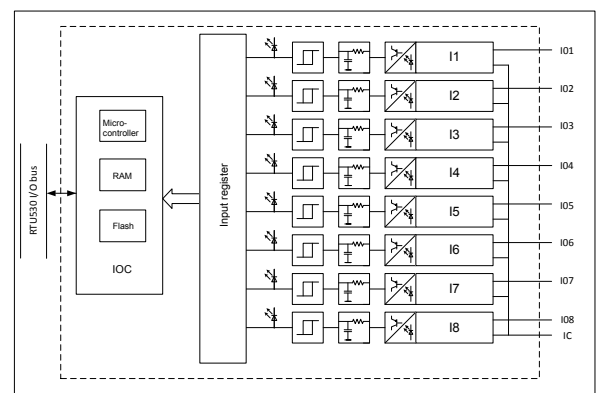 I1
I01
I2
I02
Micro-
controller
I3
I03
RAM
I4
I04
RTU530 I/O bus
Input register
Flash
I5
I05
IOC
I6
I06
I7
I07
I8
I08
IC